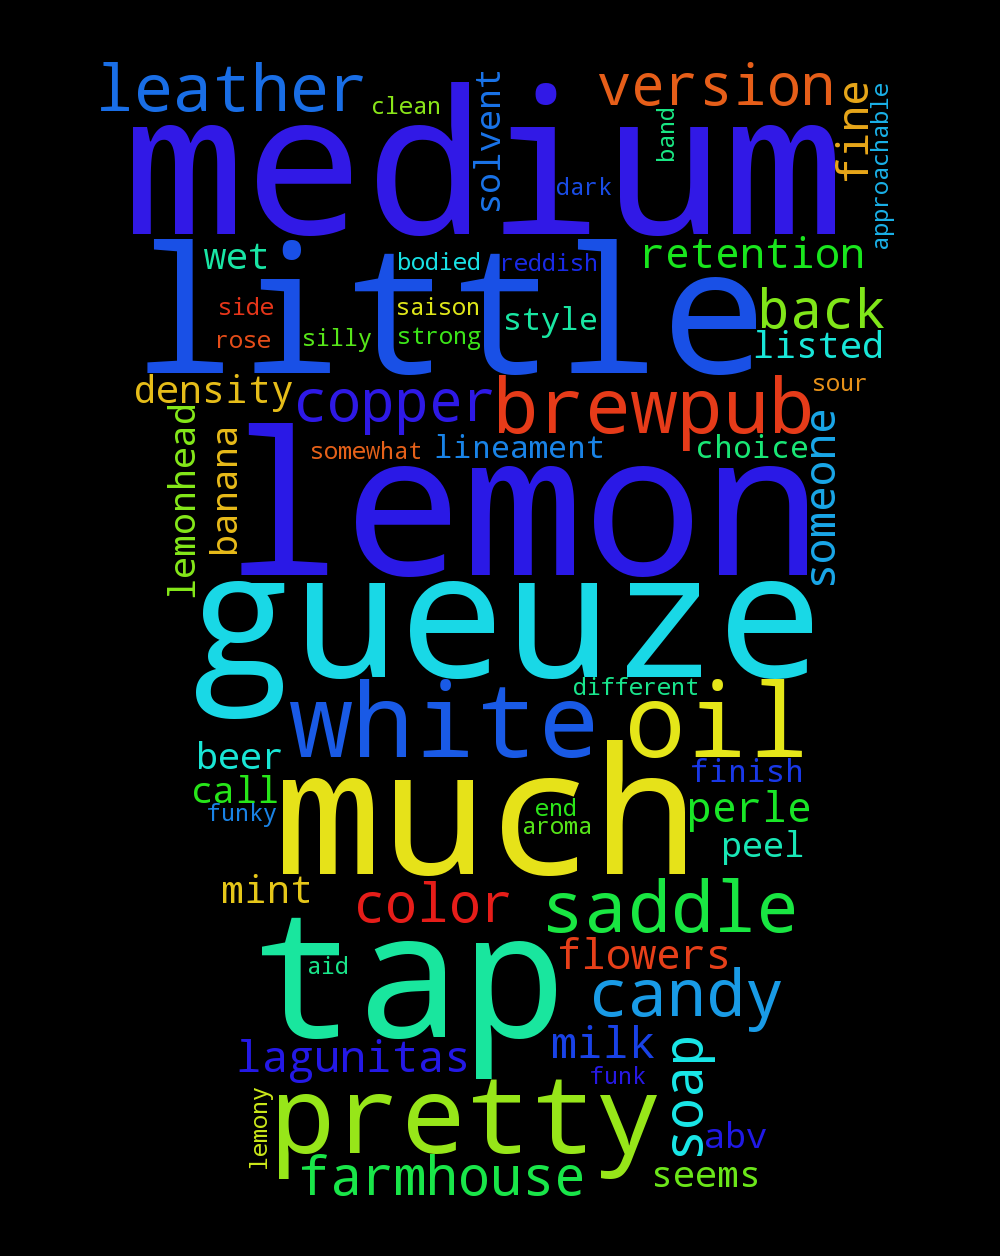 leather
version
clean
solvent
band
fine
approachable
medium
dark
wet
bodied
reddish
retention
little
side
saison
style
back
rose
silly
strong
listed
density
copper
brewpub
sour
lemonhead
banana
somewhat
lineament
choice
someone
lemon
gueuze
different
white
oil
beer
finish
call
funky
much
end
aroma
perle
peel
mint
color
saddle
tap
aid
flowers
candy
lagunitas
milk
soap
funk
lemony
pretty
abv
farmhouse
seems